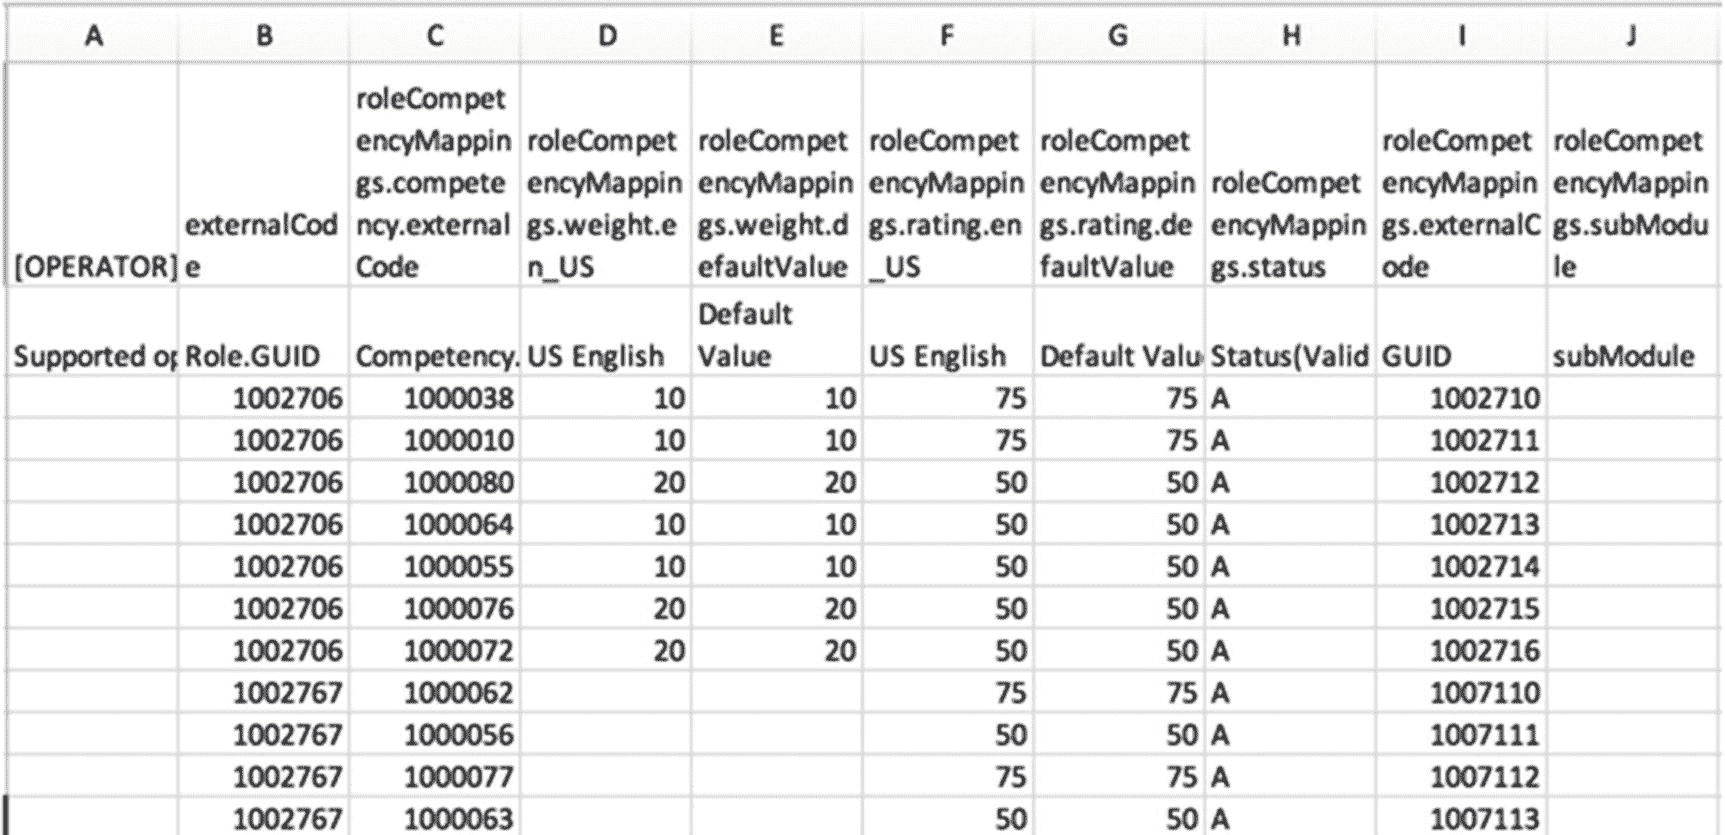 A B C D E F G H I J
[OPERATOR] externalCode roleCompetencyMappings.competency.externalCode roleCompetencyMappings.weight.en_US roleCompetencyMappings.weight.defaultValue roleCompetencyMappings.rating.en_US roleCompetencyMappings.rating.defaultValue roleCompetencyMappings.status roleCompetencyMappings.externalCode roleCompetencyMappings.subModule
Supported op Role.GUID Competency. US English Default Value US English Default Valu Status(Valid GUID subModule
1002706 1000038 10 10 75 75 A 1002710
1002706 1000010 10 10 75 75 A 1002711
1002706 1000080 20 20 50 50 A 1002712
1002706 1000064 10 10 50 50 A 1002713
1002706 1000055 10 10 50 50 A 1002714
1002706 1000076 20 20 50 50 A 1002715
1002706 1000072 20 20 50 50 A 1002716
1002767 1000062 75 75 A 1007110
1002767 1000056 50 50 A 1007111
1002767 1000077 75 75 A 1007112
1002767 1000063 50 50 A 1007113